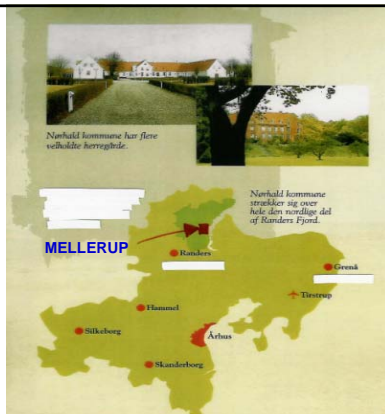 Nørhald kommune har flere
velholdte herregårde.
Nørhald kommune
strækker sig over
hele den nordlige del
af Randers Fjord.
MELLERUP
Randers
Grenå
Tirstrup
Hammel
Århus
Silkeborg
Skanderborg